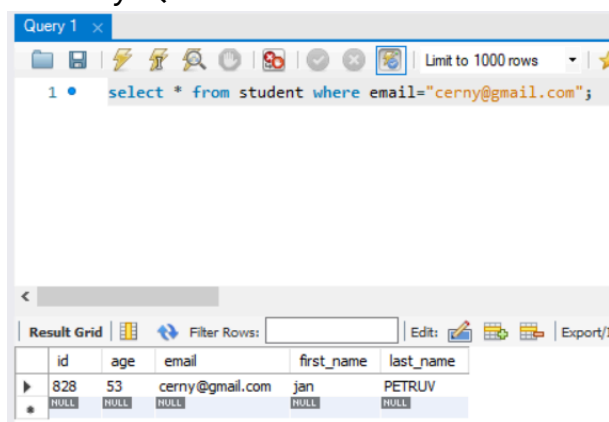 Query 1
Limit to 1000 rows
1 select * from student where email="cerny@gmail.com";
Result Grid Filter Rows: Edit: Export/
id age email first_name last_name
828 53 cerny@gmail.com jan PETRUV
NULL NULL NULL NULL NULL